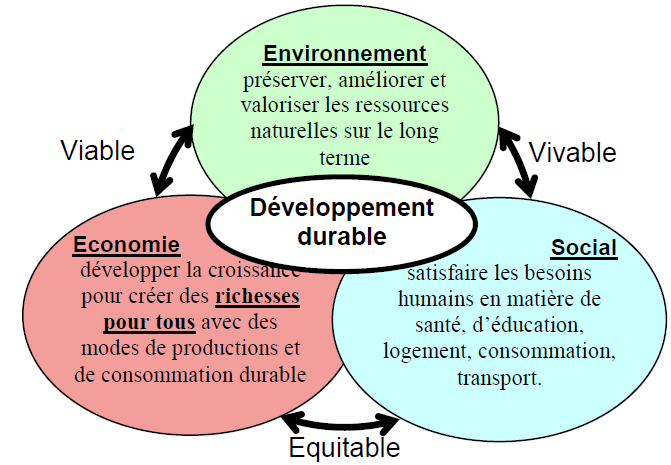 Environnement
préserver, améliorer et
valoriser les ressources
naturelles sur le long
terme
Viable
Vivable
Développement
durable
Economie
développer la croissance
pour créer des richesses
pour tous avec des
modes de productions et
de consommation durable
Social
satisfaire les besoins
humains en matière de
santé, d'éducation,
logement, consommation,
transport.
Equitable